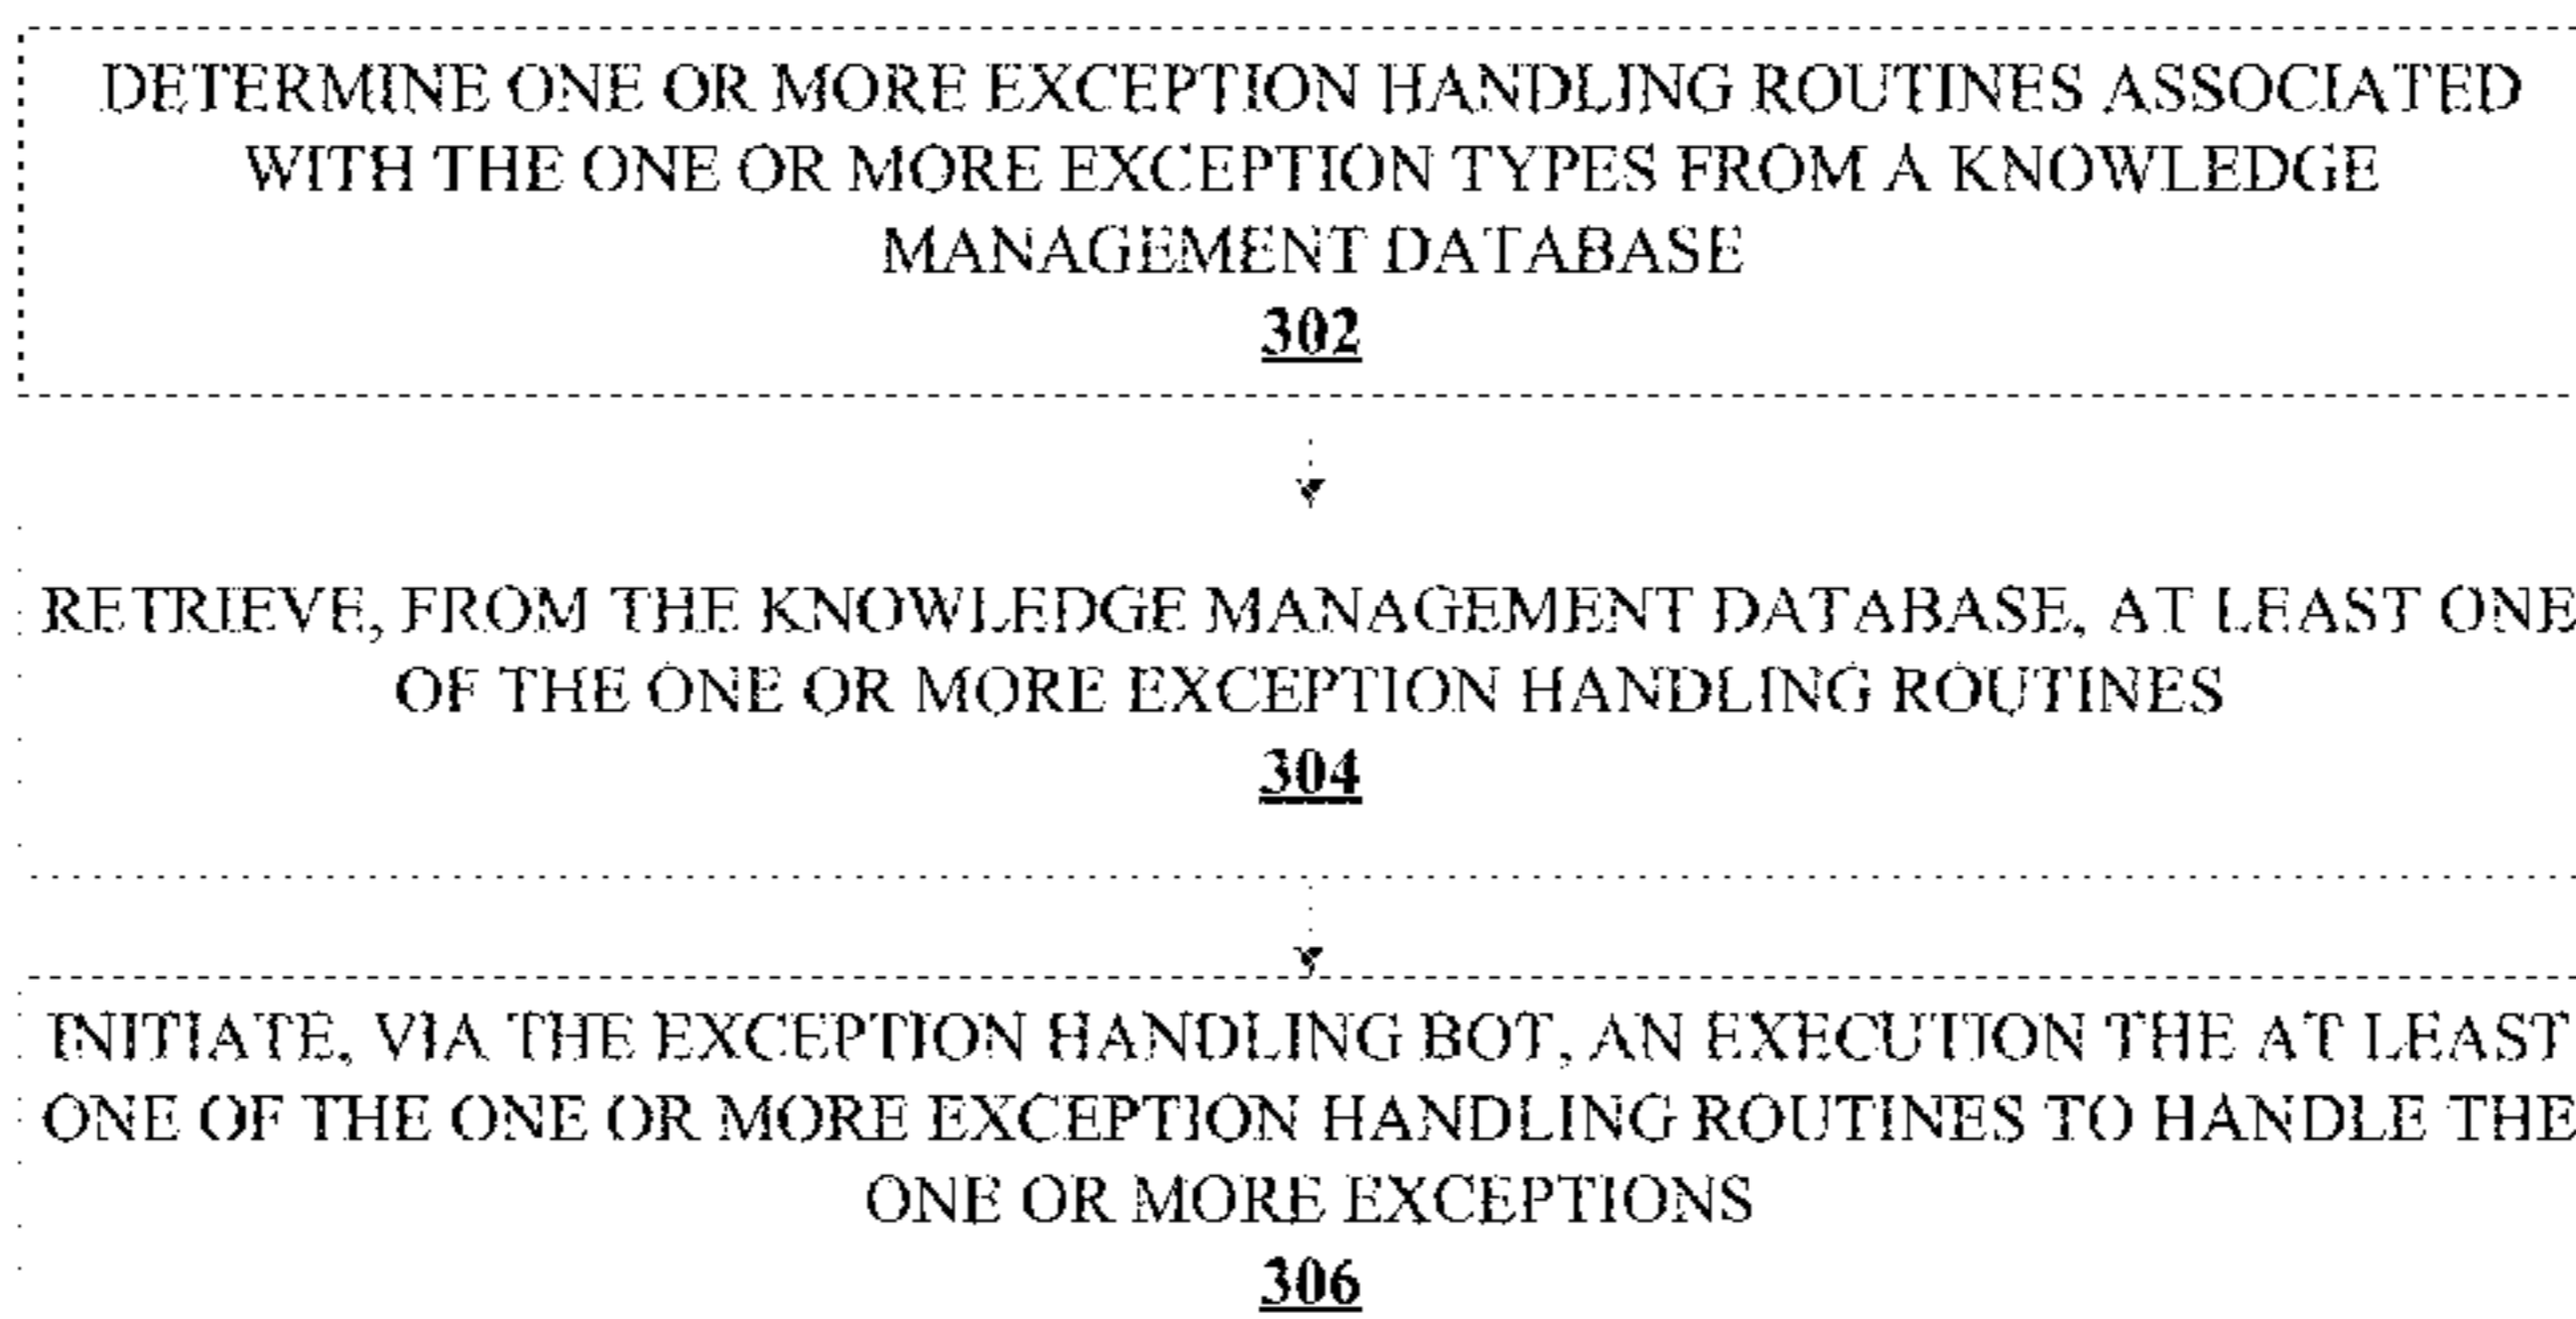 DETERMINE ONE OR MORE EXCEPTION HANDLING ROUTINES ASSOCIATED
WITH THE ONE OR MORE EXCEPTION TYPES FROM A KNOWLEDGE
MANAGEMENT DATABASE
302
RETRIEVE, FROM THE KNOWLEDGE MANAGEMENT DATABASE, AT LEAST ONE
OF THE ONE OR MORE EXCEPTION HANDLING ROUTINES
304
INITIATE, VIA THE EXCEPTION HANDLING BOT, AN EXECUTION THE AT LEAST
ONE OF THE ONE OR MORE EXCEPTION HANDLING ROUTINES TO HANDLE THE
ONE OR MORE EXCEPTIONS
306